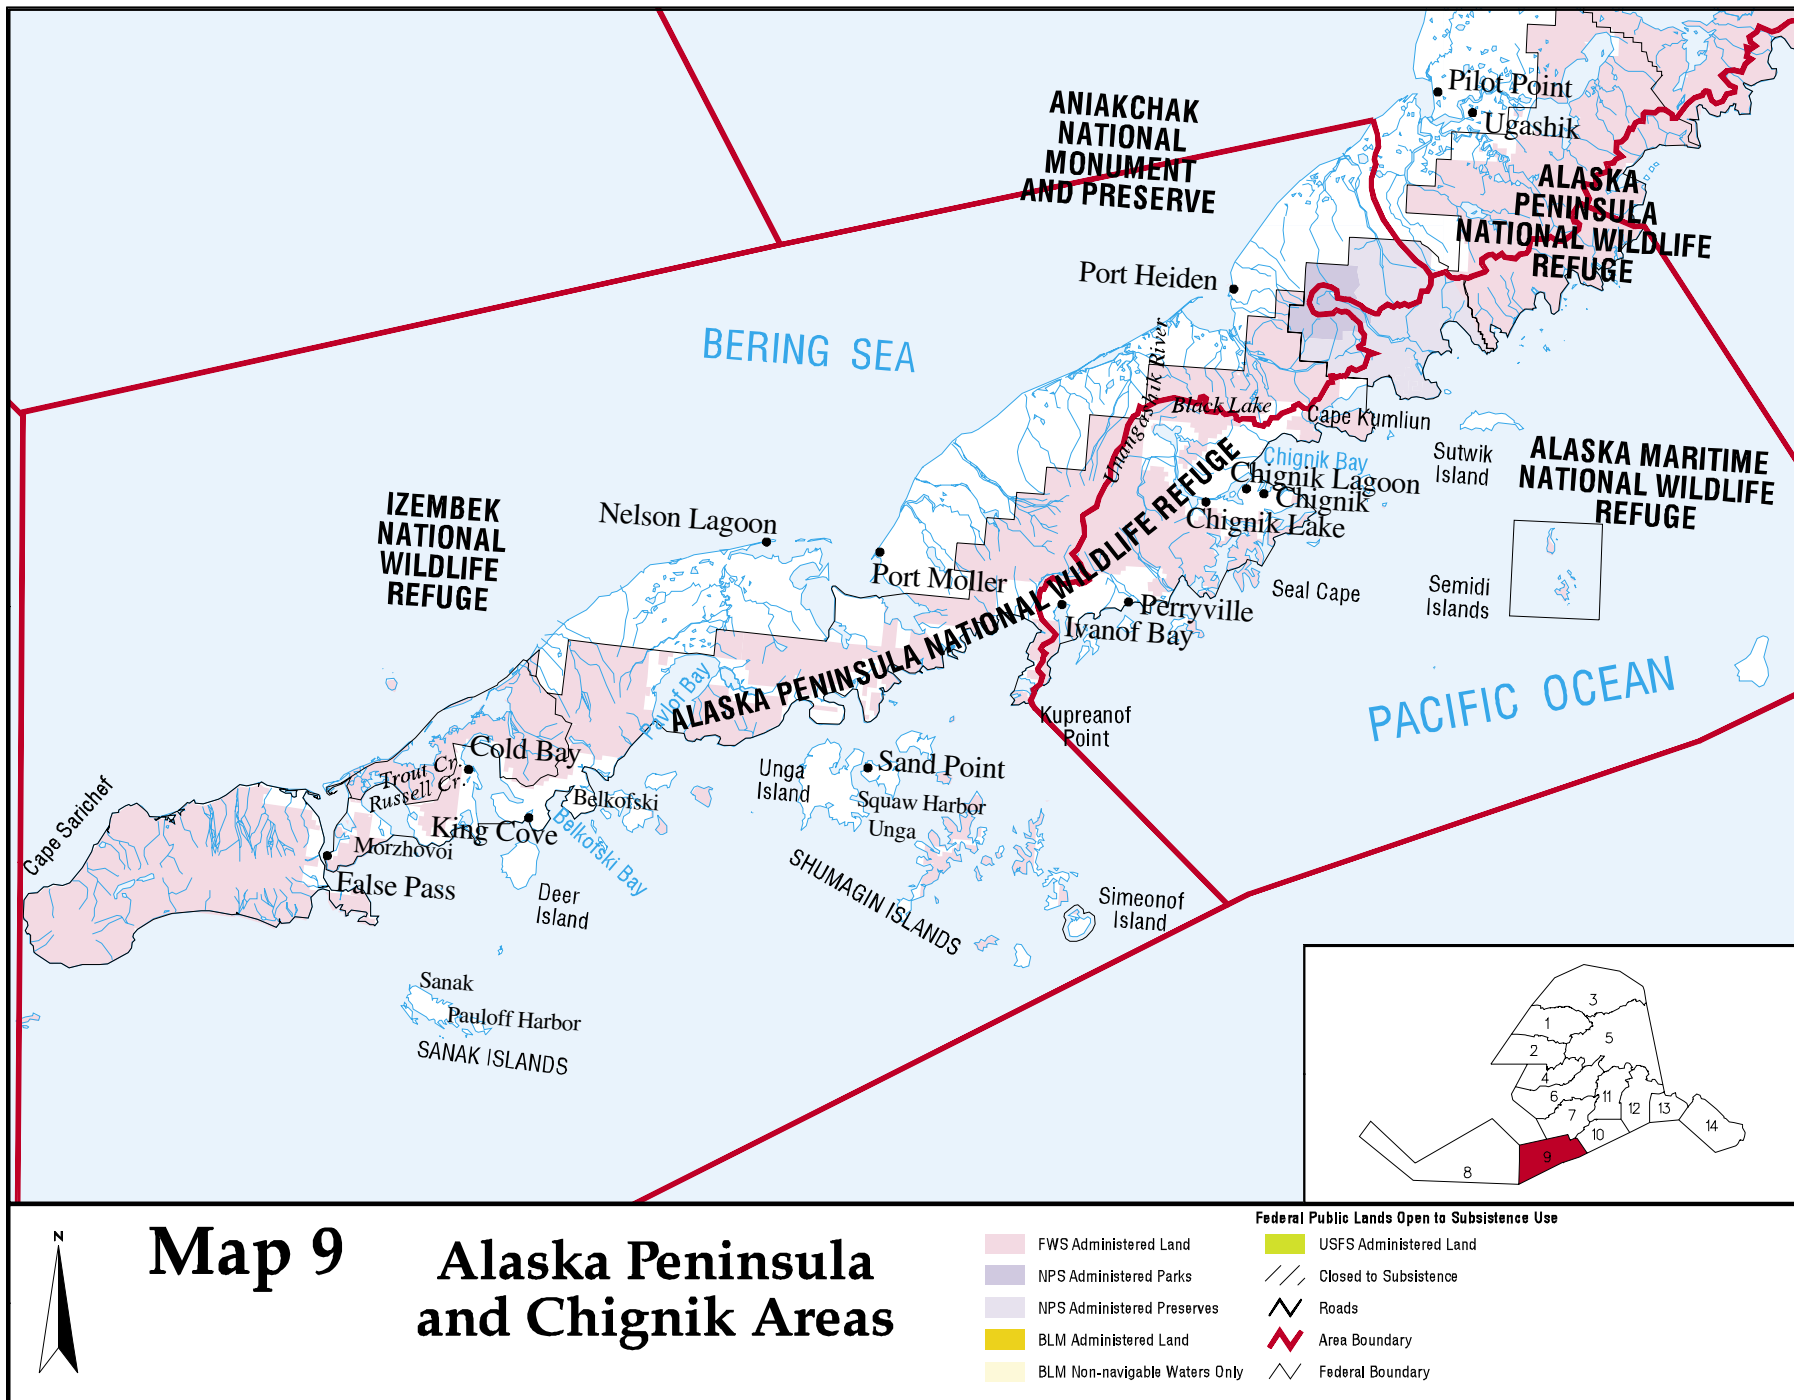 Pilot Point
Ugashik
ANIAKCHAK
NATIONAL
MONUMENT
AND PRESERVE
ALASKA
PENINSULA
NATIONAL WILDLIFE
REFUGE
Port Heiden
BERING SEA
Unangashik River
Black Lake
Cape Kumliun
Sutwik
Island
ALASKA MARITIME
NATIONAL WILDLIFE
REFUGE
Chignik Bay
Chignik Lagoon
Chignik
Chignik Lake
IZEMBEK
NATIONAL
WILDLIFE
REFUGE
Nelson Lagoon
Port Moller
Seal Cape
Semidi
Islands
Perryville
Ivanof Bay
ALASKA PENINSULA NATIONAL WILDLIFE REFUGE
Pavlof Bay
PACIFIC OCEAN
Kupreanof
Point
Cold Bay
Trout Cr.
Russell Cr.
Unga
Island
Sand Point
Squaw Harbor
Unga
Belkofski
King Cove
Belkofski Bay
Cape Sarichef
Morzhovoi
False Pass
Deer
Island
SHUMAGIN ISLANDS
Simeonof
Island
Sanak
Pauloff Harbor
SANAK ISLANDS
3
1
5
2
4
6
11
7
12
13
14
10
9
8
N
Map 9
Alaska Peninsula
and Chignik Areas
Federal Public Lands Open to Subsistence Use
FWS Administered Land
NPS Administered Parks
NPS Administered Preserves
BLM Administered Land
BLM Non-navigable Waters Only
USFS Administered Land
Closed to Subsistence
Roads
Area Boundary
Federal Boundary